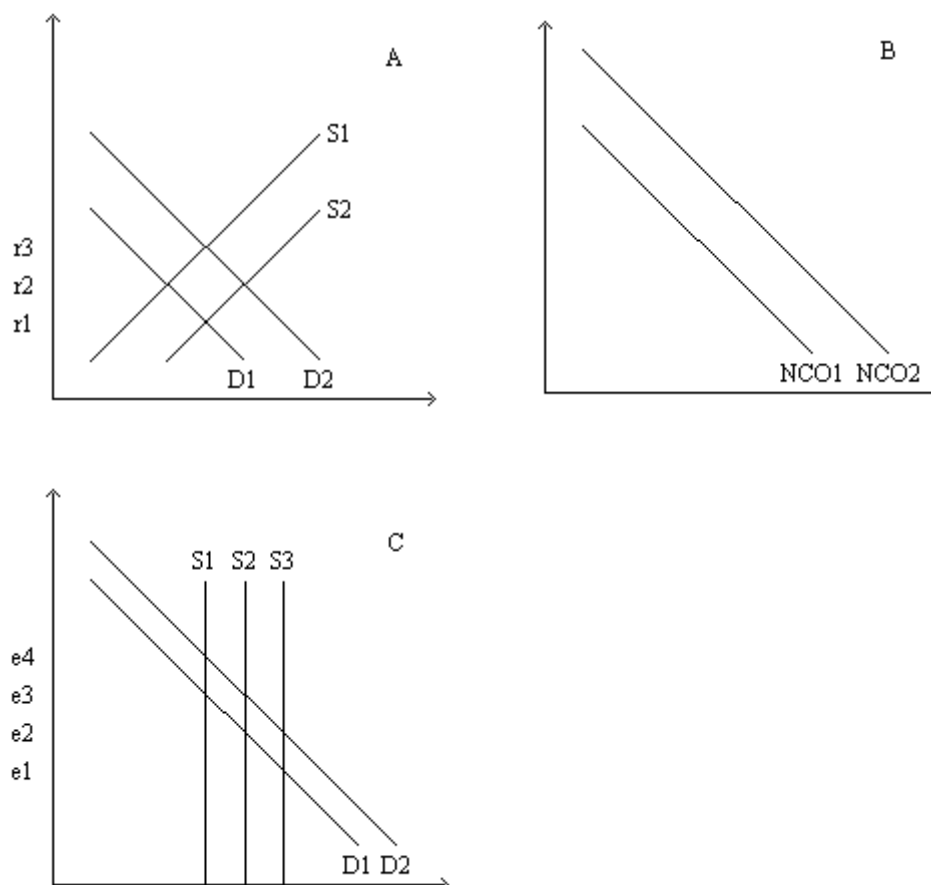 A
S1
S2
r3
r2
r1
D1 D2
B
NCO1 NCO2
C
S1 S2 S3
e4
e3
e2
e1
D1 D2